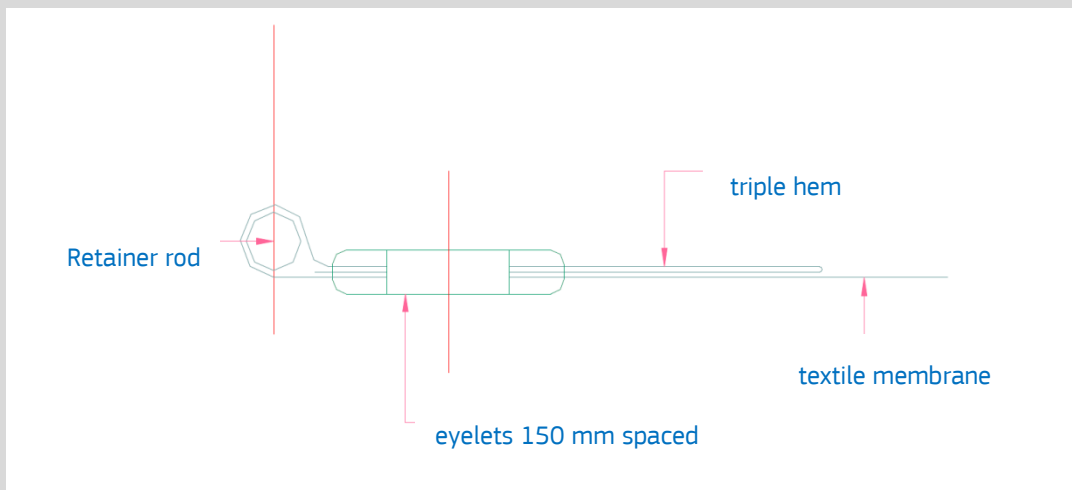 triple hem
Retainer rod
textile membrane
eyelets 150 mm spaced